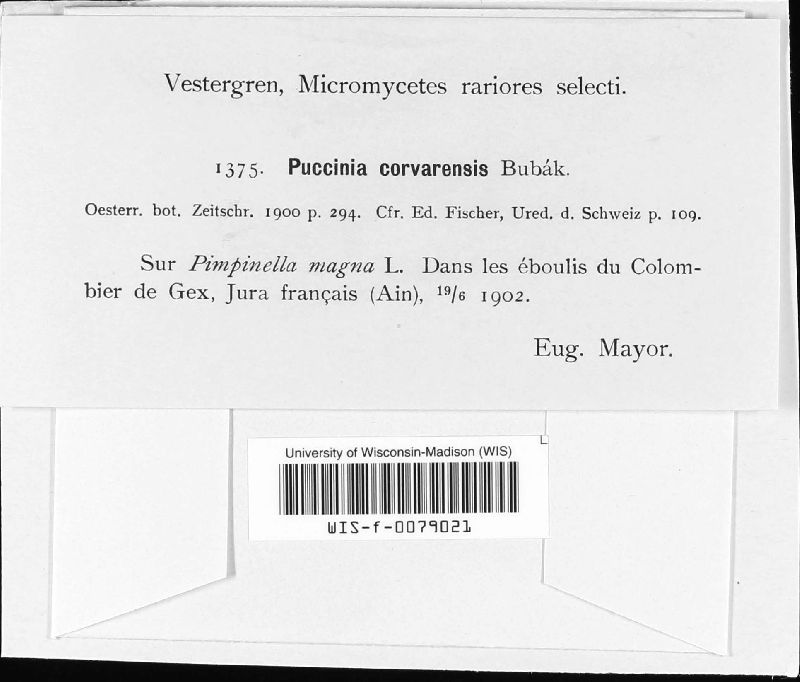 Vestergren, Micromycetes rariores selecti.
1375. Puccinia corvarensis Bubák.
Oesterr. bot. Zeitschr. 1900 p. 294. Cfr. Ed. Fischer, Ured. d. Schweiz p. 109.
Sur Pimpinella magna L. Dans les éboulis du Colom-
bier de Gex, Jura français (Ain), 19/6 1902.
Eug. Mayor.
University of Wisconsin-Madison (WIS)
WIS-f-0079021